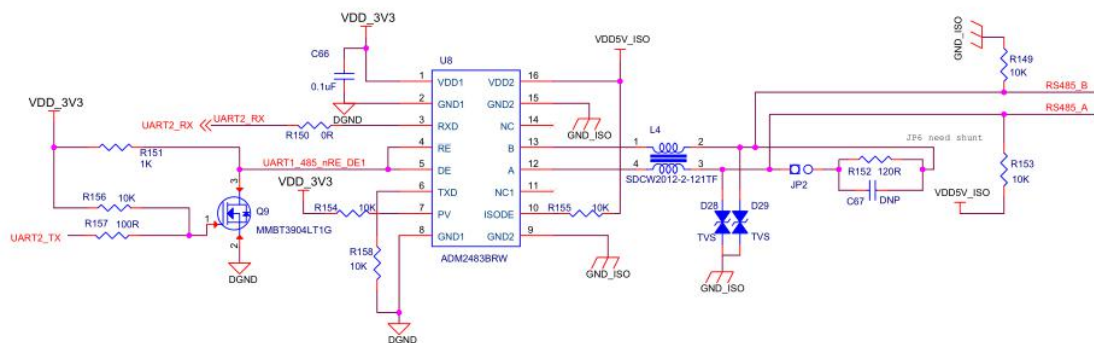 VDD_3V3
C66
0.1uF
DGND
U8
1 VDD1 VDD2 16
2 GND1 GND2 15
3 RXD NC 14
4 RE B 13
5 DE A 12
6 TXD NC1 11
7 PV ISODE 10
8 GND1 GND2 9
ADM2483BRW
VDD_3V3
R151
1K
R156 10K
R157 100R
UART2_TX
UART2_RX
UART2_RX
R150 0R
UART1_485_nRE_DE1
3
1
2
Q9
MMBT3904LT1G
DGND
VDD_3V3
R154 10K
R158
10K
DGND
VDD5V_ISO
GND_ISO
R155 10K
GND_ISO
L4
1 2
4 3
SDCW2012-2-121TF
D28 D29
TVS TVS
GND_ISO
JP2
JP6 need shunt
R152 120R
C67 DNP
GND_ISO
R149
10K
RS485_B
RS485_A
R153
10K
VDD5V_ISO